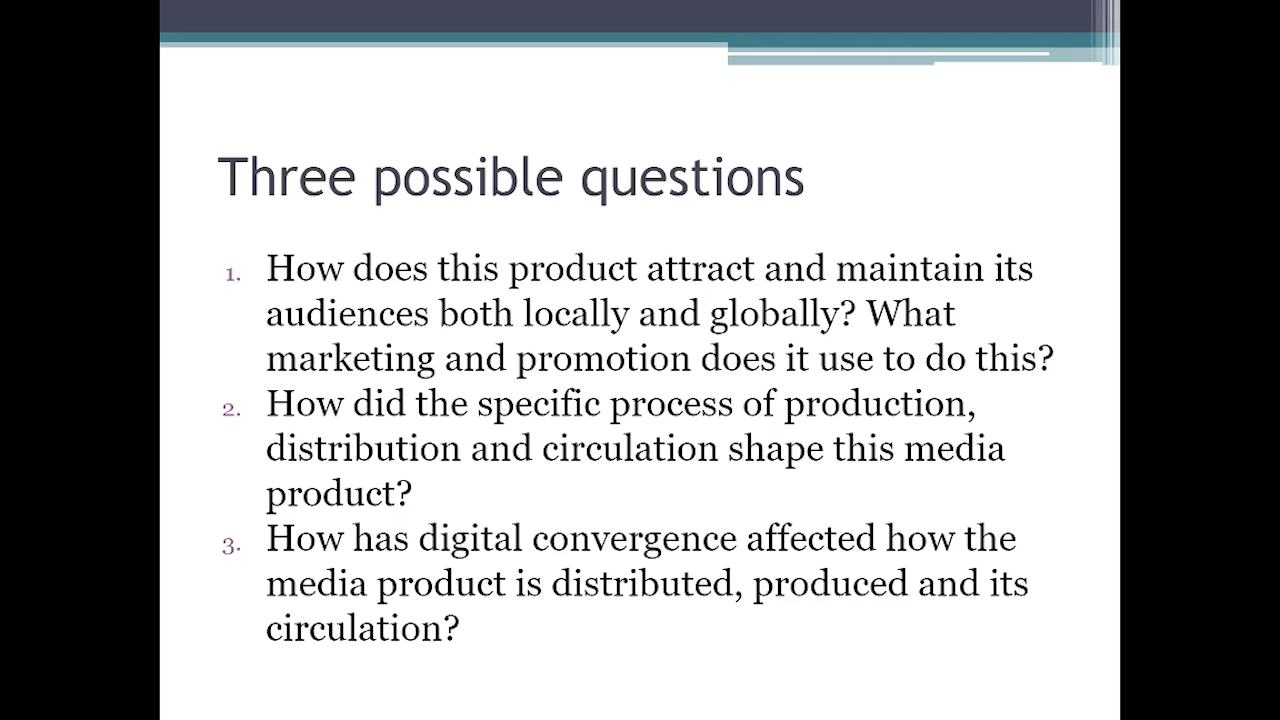 Three possible questions
1. How does this product attract and maintain its
audiences both locally and globally? What
marketing and promotion does it use to do this?
2. How did the specific process of production,
distribution and circulation shape this media
product?
3. How has digital convergence affected how the
media product is distributed, produced and its
circulation?